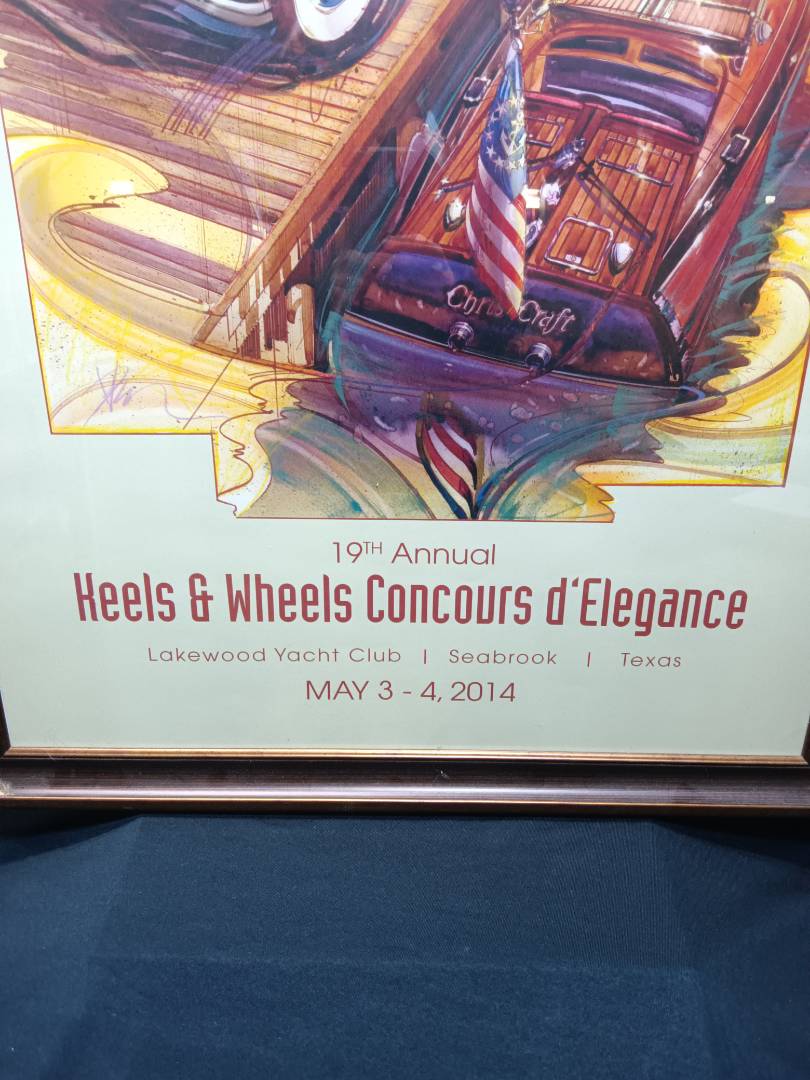 Chris Craft
19TH Annual
Keels & Wheels Concours d‘Elegance
Lakewood Yacht Club | Seabrook | Texas
MAY 3 - 4, 2014